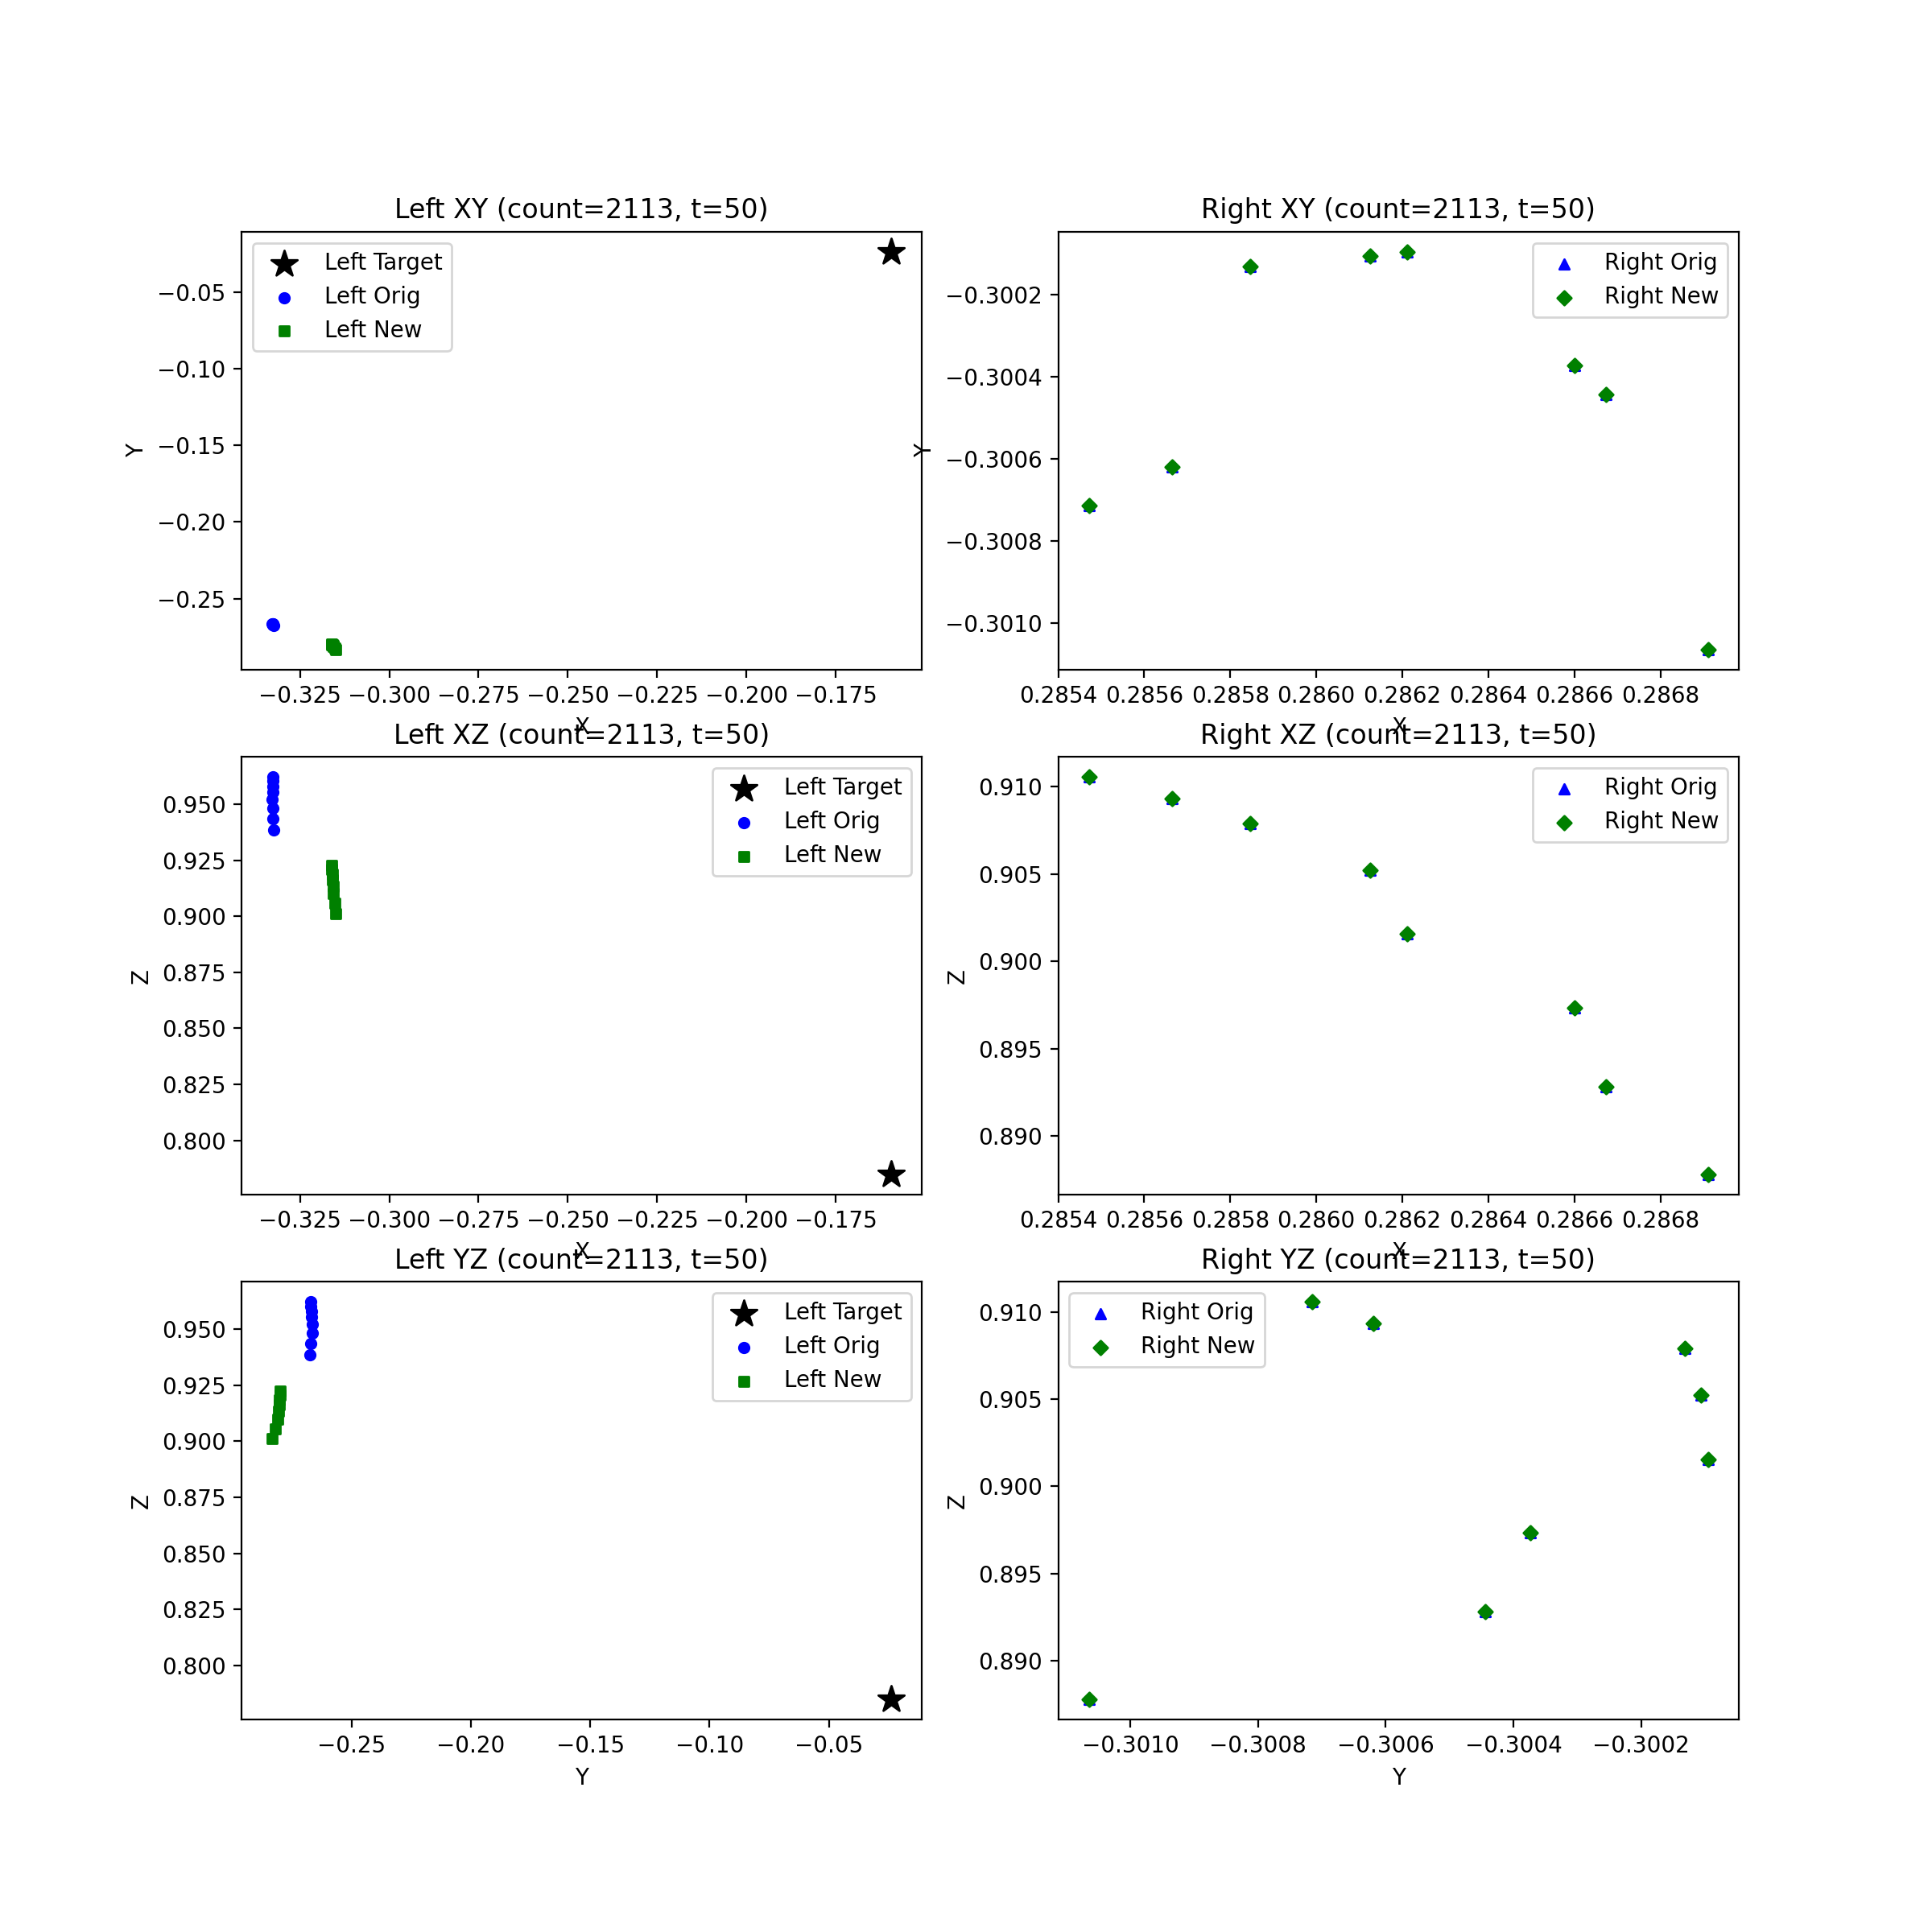 Left XY (count=2113, t=50)
Left Target
Left Orig
Left New
−0.05
−0.10
−0.15
−0.20
−0.25
Y
−0.325 −0.300 −0.275 −0.250 −0.225 −0.200 −0.175
X
Right XY (count=2113, t=50)
Right Orig
Right New
−0.3002
−0.3004
−0.3006
−0.3008
−0.3010
Y
0.2854 0.2856 0.2858 0.2860 0.2862 0.2864 0.2866 0.2868
X
Left XZ (count=2113, t=50)
Left Target
Left Orig
Left New
0.950
0.925
0.900
0.875
0.850
0.825
0.800
Z
−0.325 −0.300 −0.275 −0.250 −0.225 −0.200 −0.175
X
Right XZ (count=2113, t=50)
Right Orig
Right New
0.910
0.905
0.900
0.895
0.890
Z
0.2854 0.2856 0.2858 0.2860 0.2862 0.2864 0.2866 0.2868
X
Left YZ (count=2113, t=50)
Left Target
Left Orig
Left New
0.950
0.925
0.900
0.875
0.850
0.825
0.800
Z
−0.25 −0.20 −0.15 −0.10 −0.05
Y
Right YZ (count=2113, t=50)
Right Orig
Right New
0.910
0.905
0.900
0.895
0.890
Z
−0.3010 −0.3008 −0.3006 −0.3004 −0.3002
Y